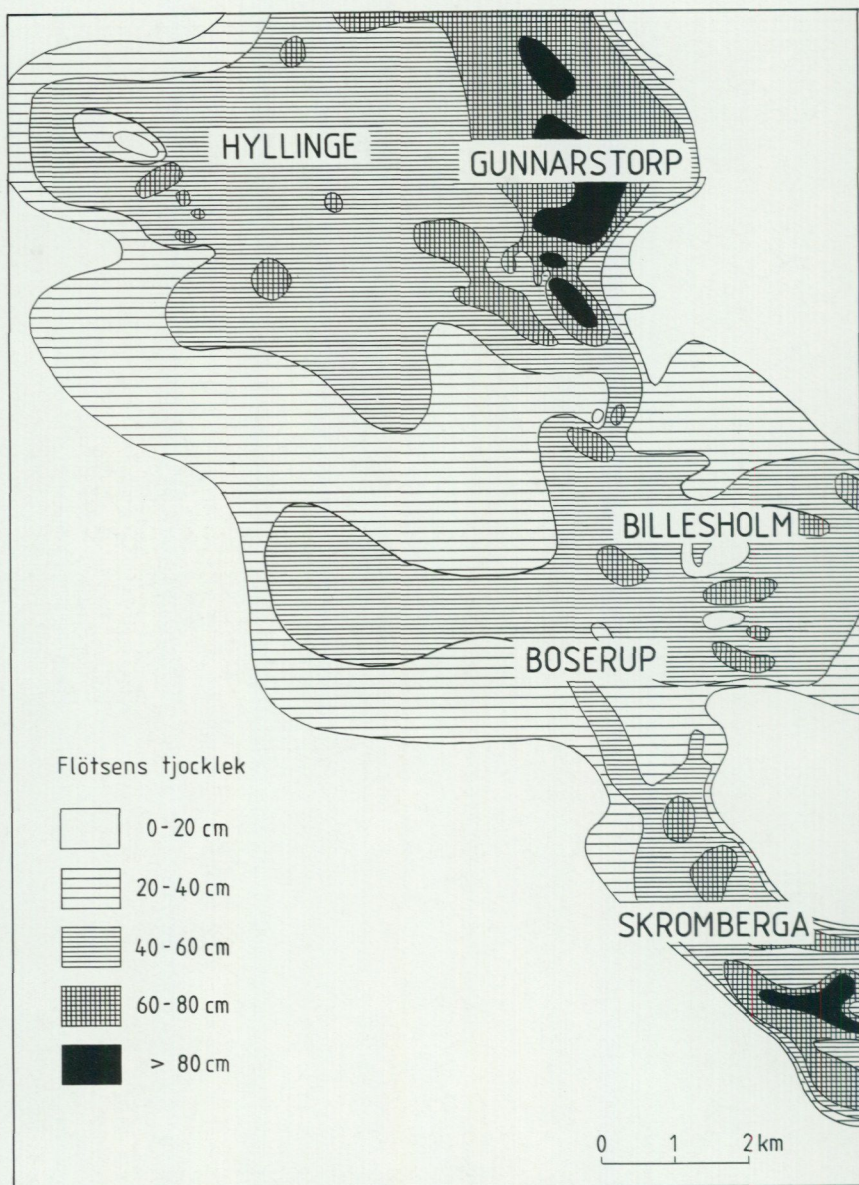 HYLLINGE
GUNNARSTORP
BILLESHOLM
BOSERUP
Flötsens tjocklek
0-20 cm
20-40 cm
40-60 cm
60-80 cm
> 80 cm
SKROMBERGA
0 1 2 km